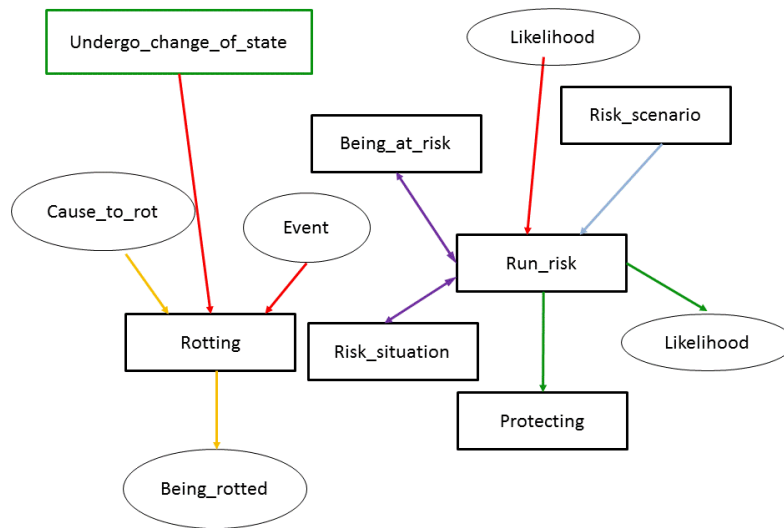 Undergo_change_of_state
Likelihood
Risk_scenario
Being_at_risk
Cause_to_rot
Event
Run_risk
Rotting
Risk_situation
Likelihood
Protecting
Being_rotted